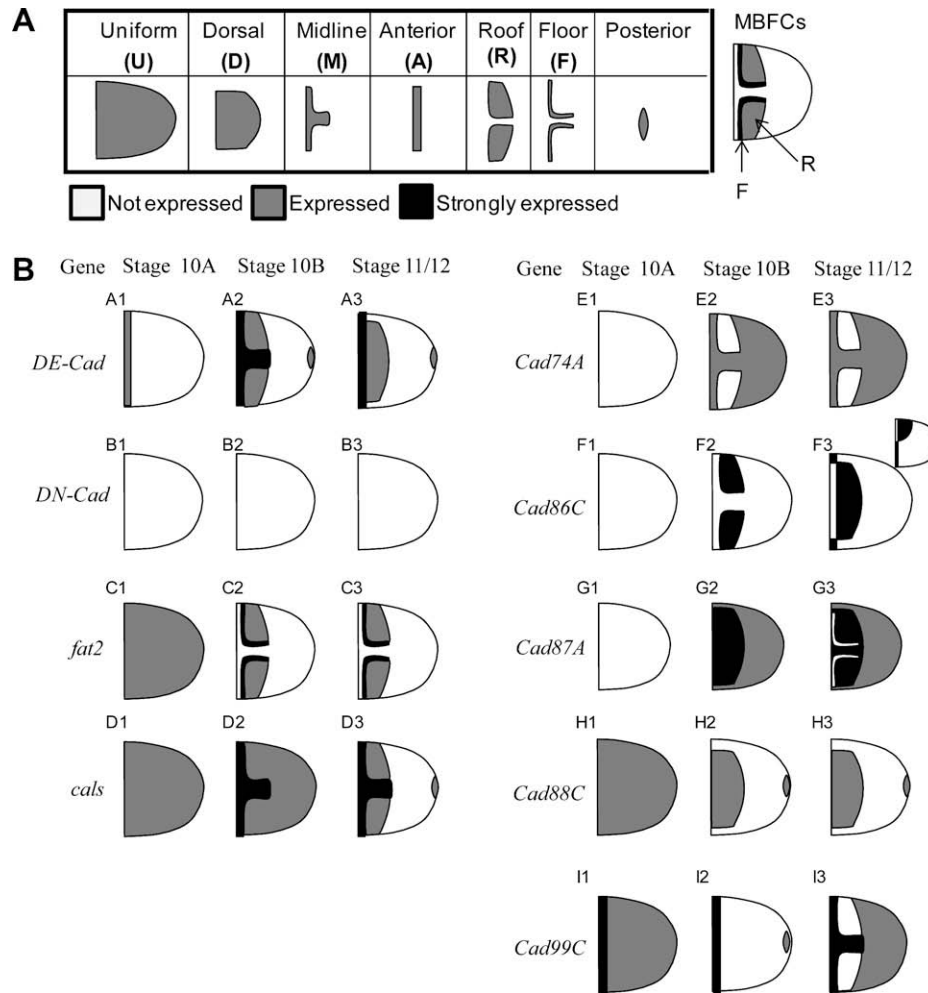 A
Uniform Dorsal Midline Anterior Roof Floor Posterior
(U) (D) (M) (A) (R) (F)
MBFCs
R
F
Not expressed Expressed Strongly expressed
B
Gene Stage 10A Stage 10B Stage 11/12
A1 A2 A3
DE-Cad
B1 B2 B3
DN-Cad
C1 C2 C3
fat2
D1 D2 D3
cals
Gene Stage 10A Stage 10B Stage 11/12
E1 E2 E3
Cad74A
F1 F2 F3
Cad86C
G1 G2 G3
Cad87A
H1 H2 H3
Cad88C
I1 I2 I3
Cad99C